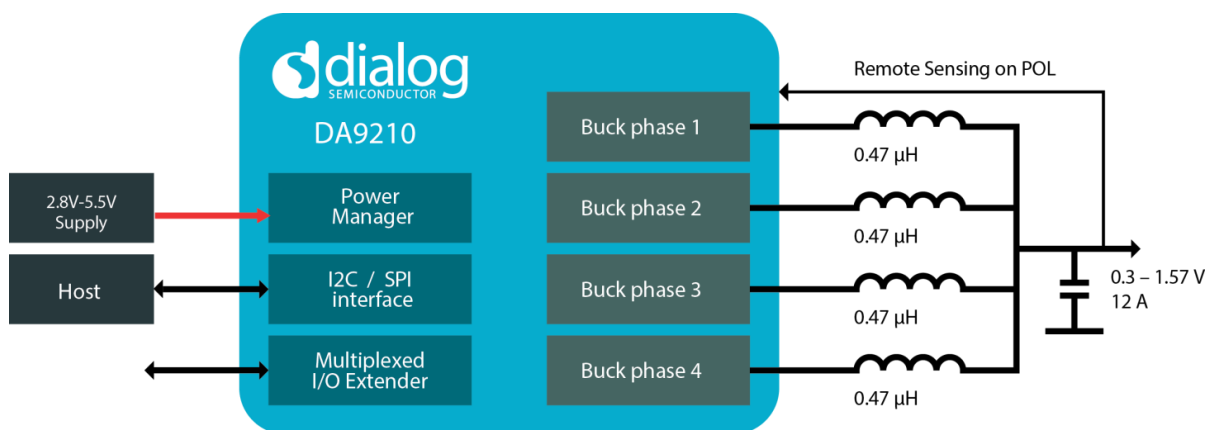 dialog
SEMICONDUCTOR
DA9210
2.8V-5.5V
Supply
Host
Power
Manager
I2C / SPI
interface
Multiplexed
I/O Extender
Buck phase 1
Buck phase 2
Buck phase 3
Buck phase 4
Remote Sensing on POL
0.47 µH
0.47 µH
0.47 µH
0.47 µH
0.3 – 1.57 V
12 A